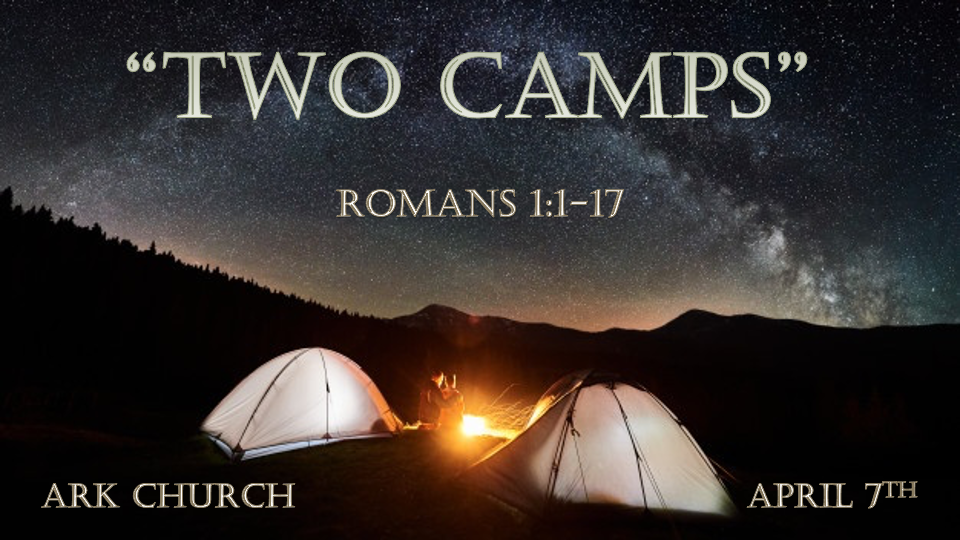 “TWO CAMPS”
ROMANS 1:1-17
ARK CHURCH
APRIL 7TH